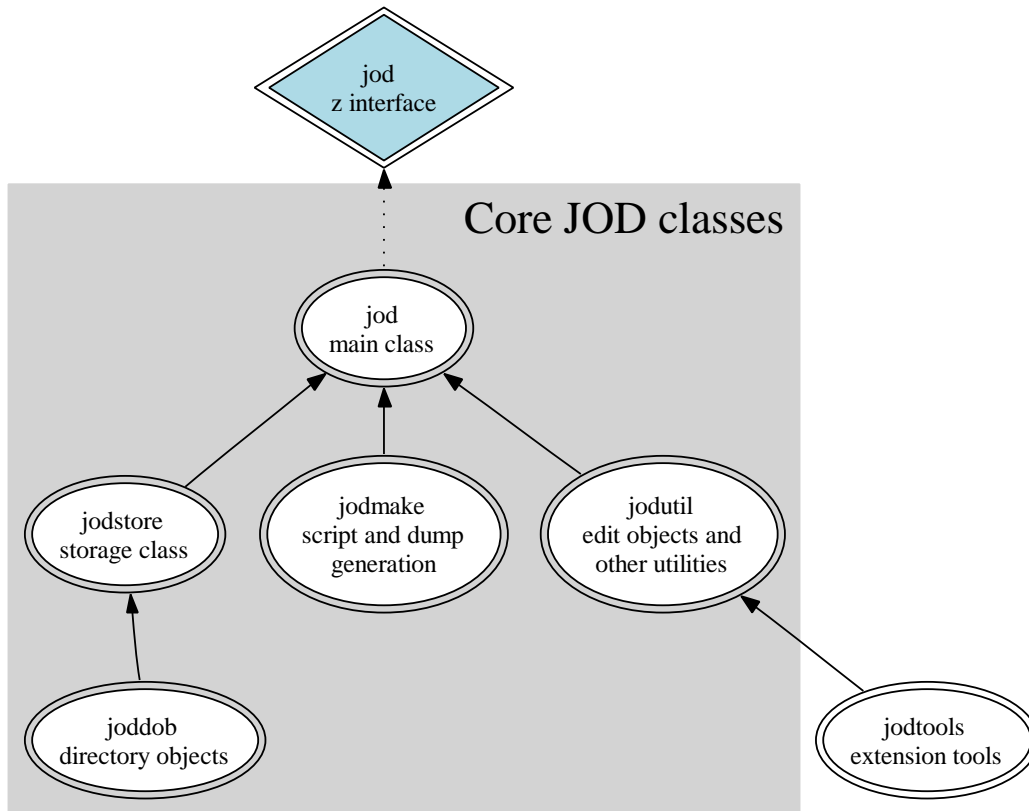 jod
z interface
Core JOD classes
jod
main class
jodstore
storage class
jodmake
script and dump
generation
jodutil
edit objects and
other utilities
joddob
directory objects
jodtools
extension tools